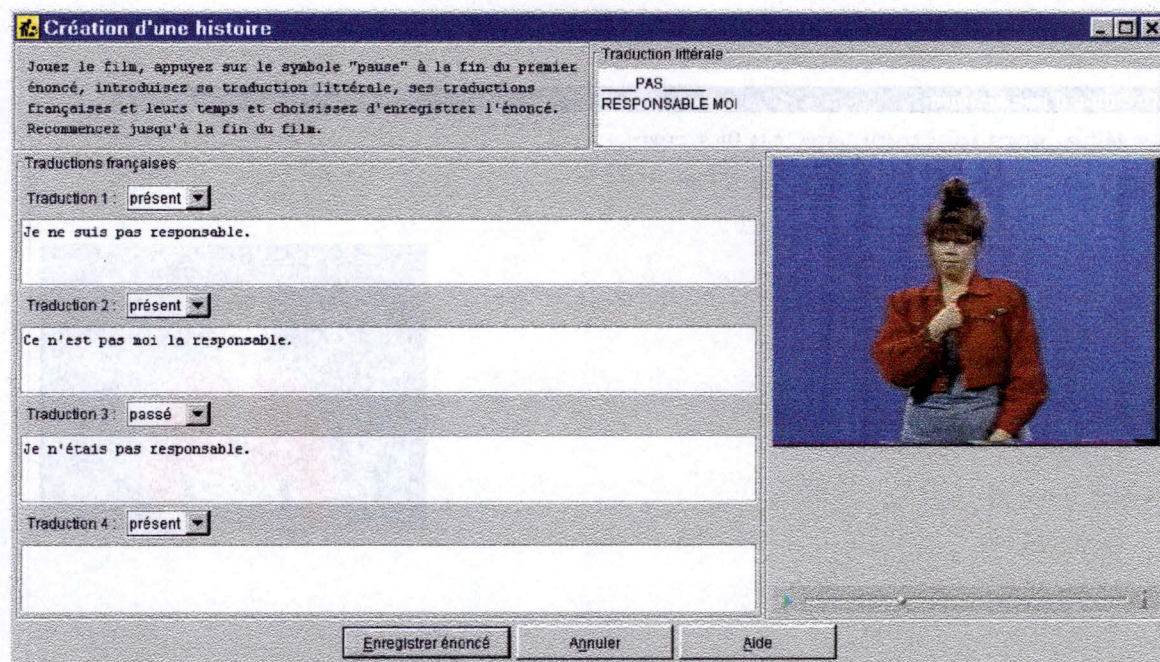 Création d'une histoire
Jouez le film, appuyez sur le symbole "pause" à la fin du premier
énoncé, introduisez sa traduction littérale, ses traductions
françaises et leurs temps et choisissez d'enregistrer l'énoncé.
Recommencez jusqu'à la fin du film.
Traduction littérale
____PAS_____
RESPONSABLE MOI
Traductions françaises
Traduction 1 : présent
Je ne suis pas responsable.
Traduction 2 : présent
Ce n'est pas moi la responsable.
Traduction 3 : passé
Je n'étais pas responsable.
Traduction 4 : présent
Enregistrer énoncé
Annuler
Aide